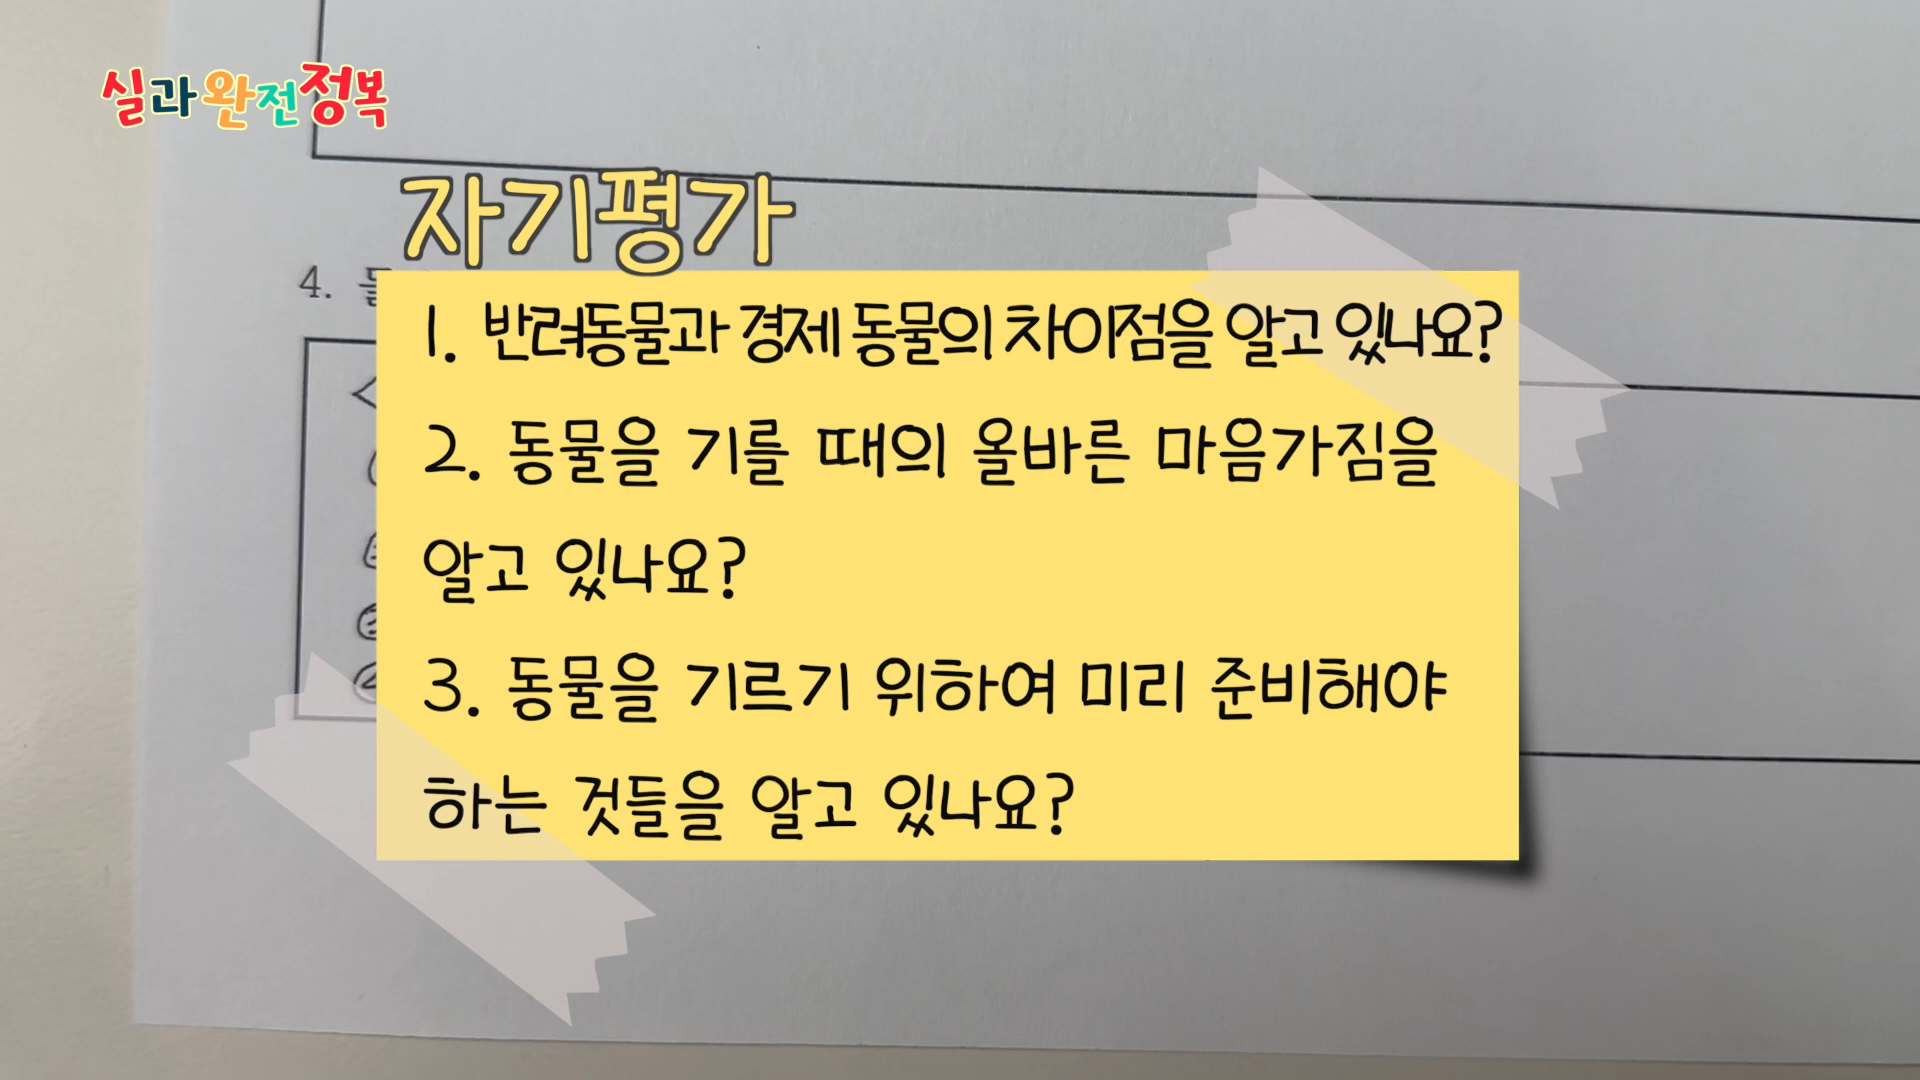 실과 완전정복
자기평가
1. 반려동물과 경제 동물의 차이점을 알고 있나요?
4.
2. 동물을 기를 때의 올바른 마음가짐을
알고 있나요?
3. 동물을 기르기 위하여 미리 준비해야
하는 것들을 알고 있나요?